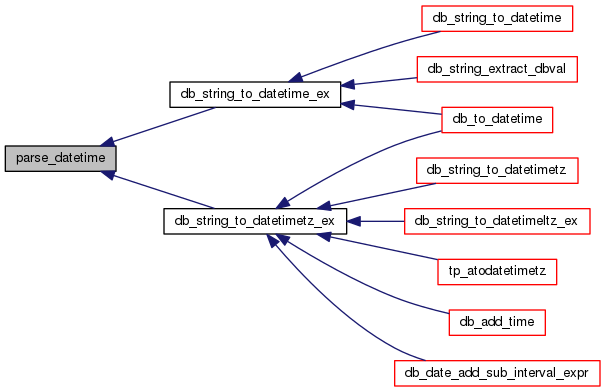 db_string_to_datetime
db_string_extract_dbval
db_string_to_datetime_ex
db_to_datetime
parse_datetime
db_string_to_datetimetz
db_string_to_datetimetz_ex
db_string_to_datetimeltz_ex
tp_atodatetimetz
db_add_time
db_date_add_sub_interval_expr